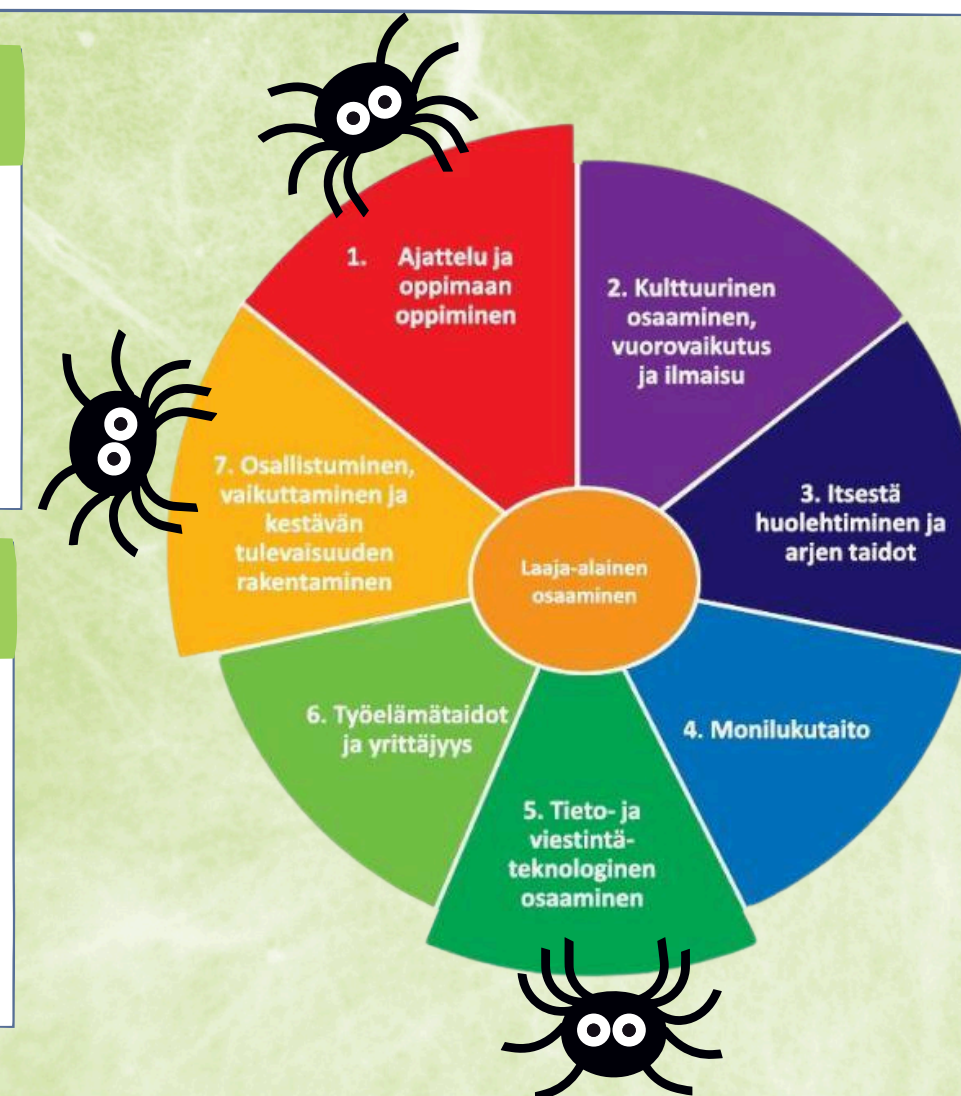 1. Ajattelu ja
oppimaan
oppiminen
2. Kulttuurinen
osaaminen,
vuorovaikutus
ja ilmaisu
3. Itsestä
huolehtiminen ja
arjen taidot
4. Monilukutaito
5. Tieto- ja
viestintä-
teknologinen
osaaminen
6. Työelämätaidot
ja yrittäjyys
7. Osallistuminen,
vaikuttaminen ja
kestävän
tulevaisuuden
rakentaminen
Laaja-alainen
osaaminen